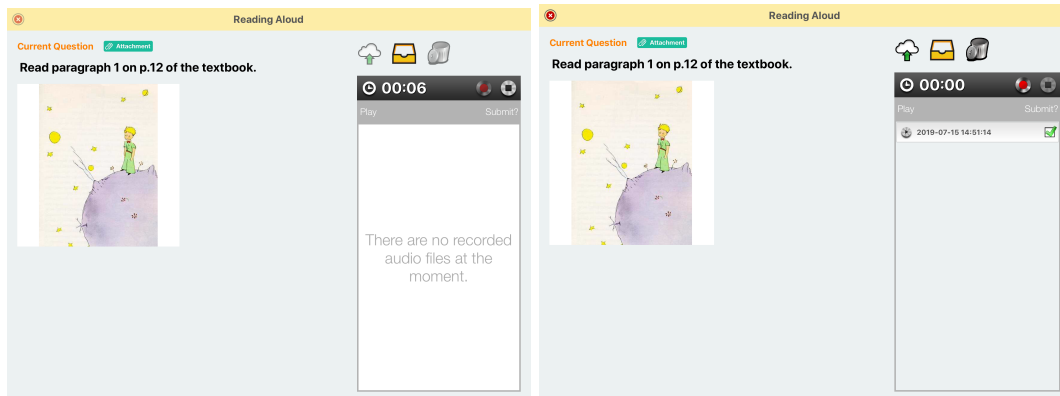 Reading Aloud
Current Question
Attachment
Read paragraph 1 on p.12 of the textbook.
00:06
Play
Submit?
There are no recorded
audio files at the
moment.
Reading Aloud
Current Question
Attachment
Read paragraph 1 on p.12 of the textbook.
00:00
Play
Submit?
2019-07-15 14:51:14